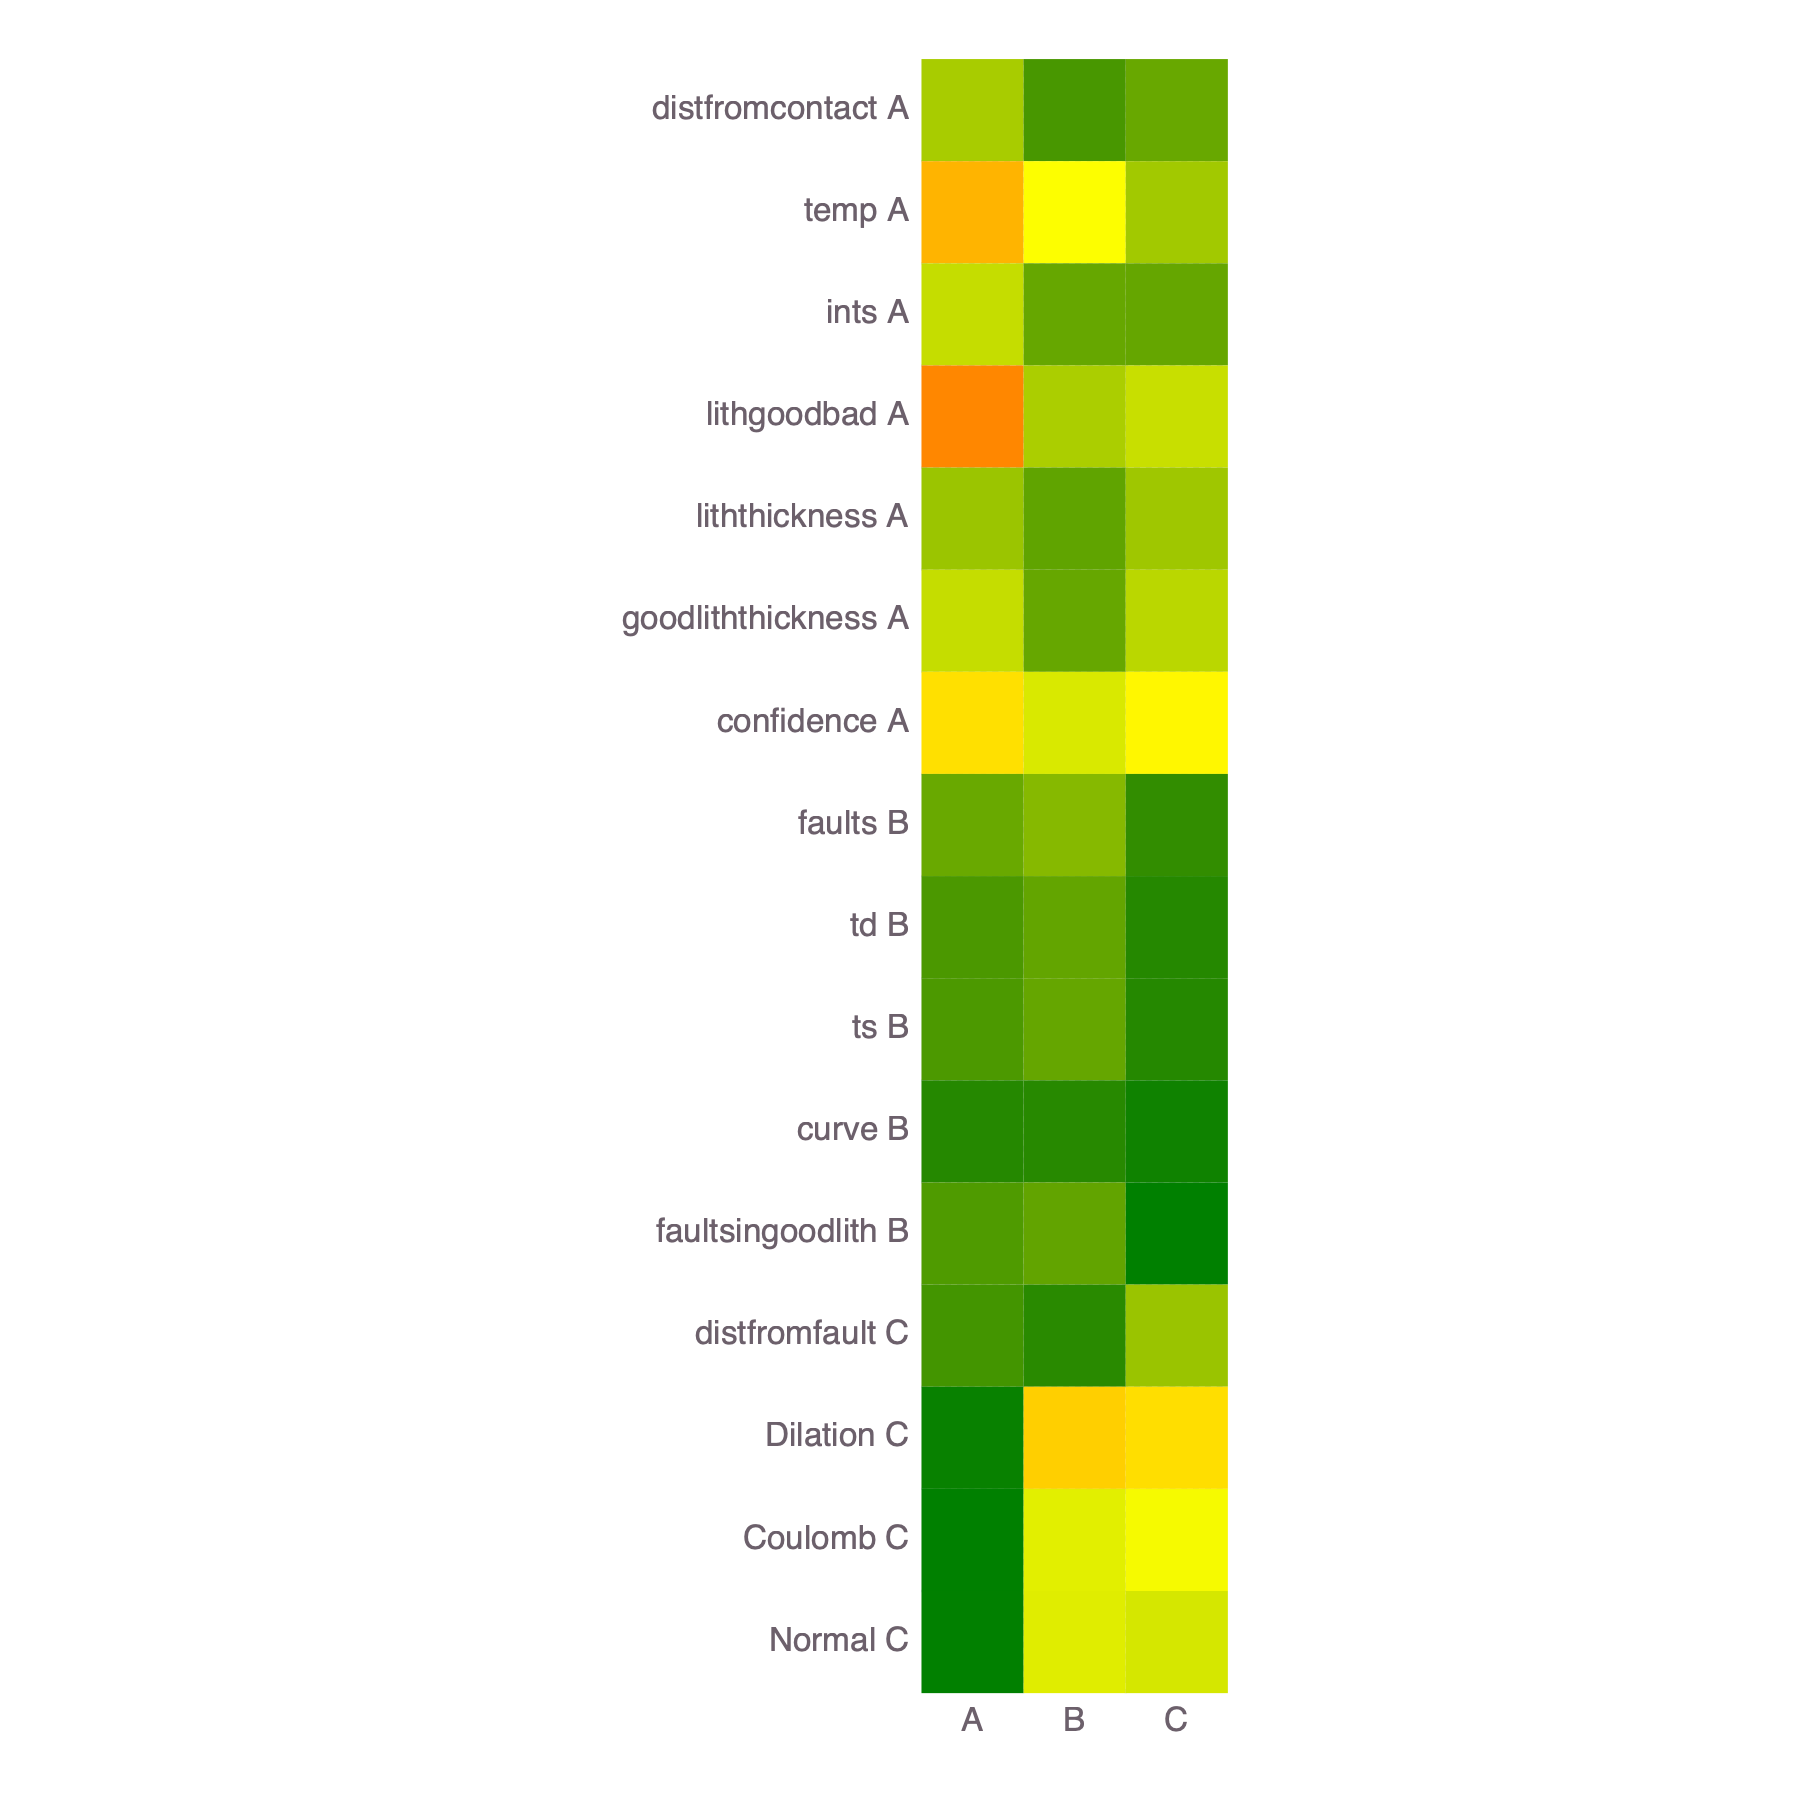 distfromcontact A
temp A
ints A
lithgoodbad A
liththickness A
goodliththickness A
confidence A
faults B
td B
ts B
curve B
faultsingoodlith B
distfromfault C
Dilation C
Coulomb C
Normal C
A B C